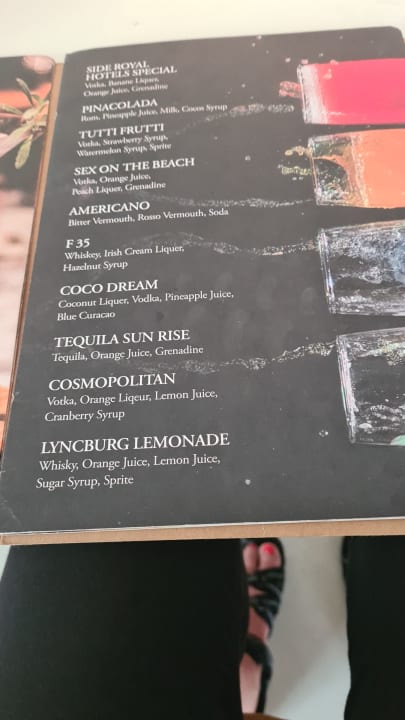 SIDE ROYAL
HOTELS SPECIAL
Votka, Banane Liquer,
Orange Juice, Grenadine
PINACOLADA
Rom, Pineapple Juice, Milk, Cocos Syrup
TUTTI FRUTTI
Votka, Strawberry Syrup,
Watermelon Syrup, Sprite
SEX ON THE BEACH
Votka, Orange Juice,
Peach Liquer, Grenadine
AMERICANO
Bitter Vermouth, Rosso Vermouth, Soda
F 35
Whiskey, Irish Cream Liquer,
Hazelnut Syrup
COCO DREAM
Coconut Liquer, Vodka, Pineapple Juice,
Blue Curacao
TEQUILA SUN RISE
Tequila, Orange Juice, Grenadine
COSMOPOLITAN
Votka, Orange Liqeur, Lemon Juice,
Cranberry Syrup
LYNCBURG LEMONADE
Whisky, Orange Juice, Lemon Juice,
Sugar Syrup, Sprite